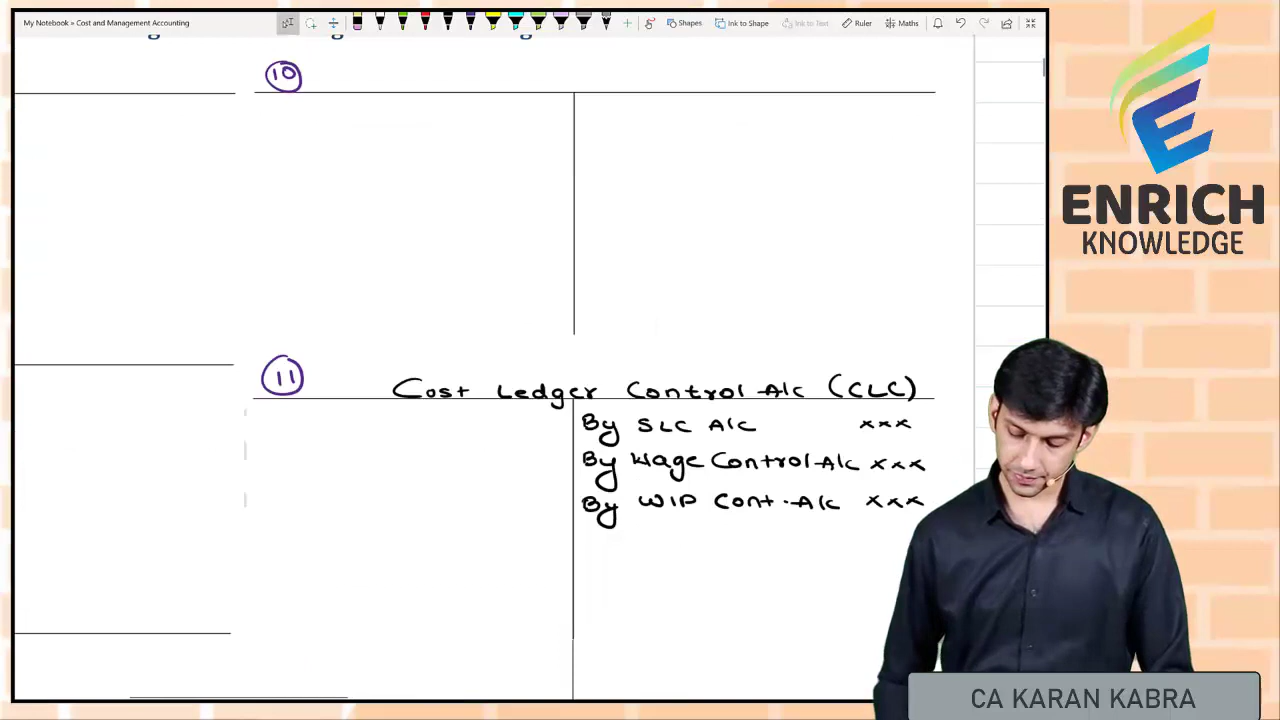 My Notebook » Cost and Management Accounting
Shapes
Ink to Shape
Ink to Text
Ruler
Maths
10
11
Cost Ledger Control A/c (CLC)
By SLC A/c xxx
By Wage Control A/c xxx
By WIP Cont. A/c xxx
ENRICH
KNOWLEDGE
CA KARAN KABRA